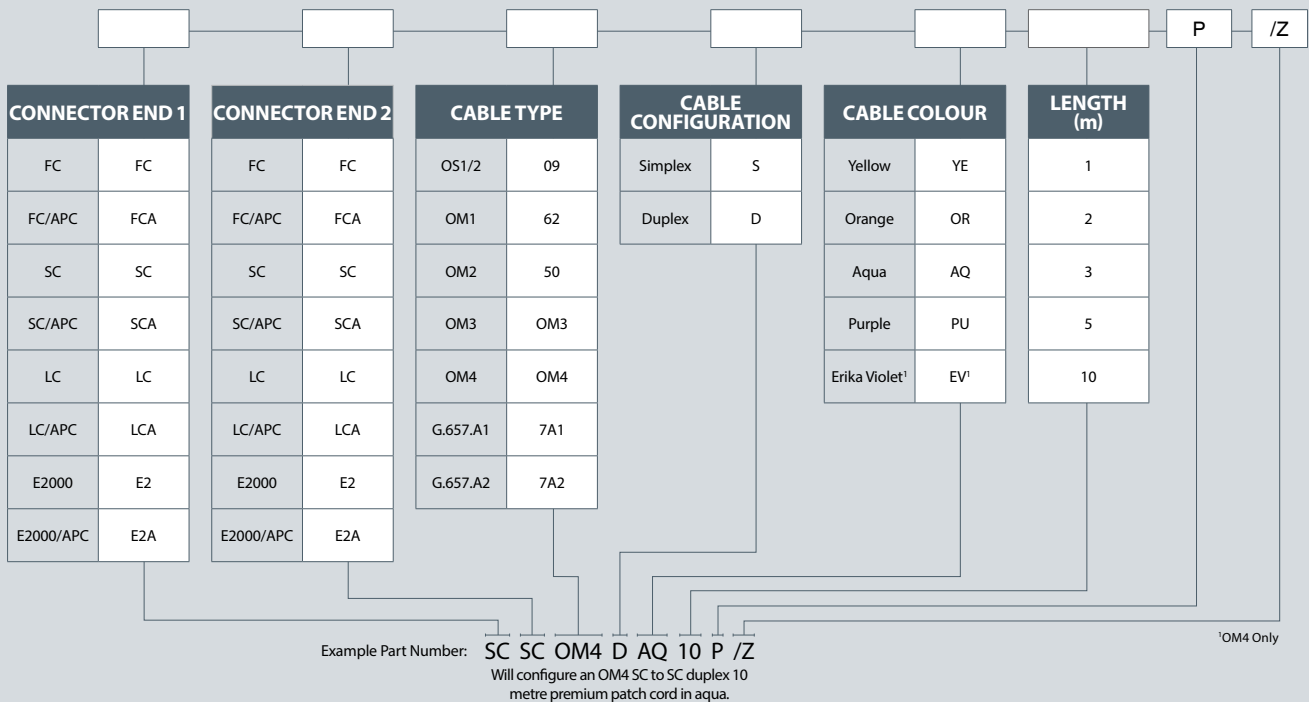 P /Z
CONNECTOR END 1 CONNECTOR END 2 CABLE TYPE CABLE CONFIGURATION CABLE COLOUR LENGTH (m)
FC FC FC FC OS1/2 09 Simplex S Yellow YE 1
FC/APC FCA FC/APC FCA OM1 62 Duplex D Orange OR 2
SC SC SC SC OM2 50 Aqua AQ 3
SC/APC SCA SC/APC SCA OM3 OM3 Purple PU 5
LC LC LC LC OM4 OM4 Erika Violet¹ EV¹ 10
LC/APC LCA LC/APC LCA G.657.A1 7A1
E2000 E2 E2000 E2 G.657.A2 7A2
E2000/APC E2A E2000/APC E2A
Example Part Number: SC SC OM4 D AQ 10 P /Z
¹OM4 Only
Will configure an OM4 SC to SC duplex 10
metre premium patch cord in aqua.